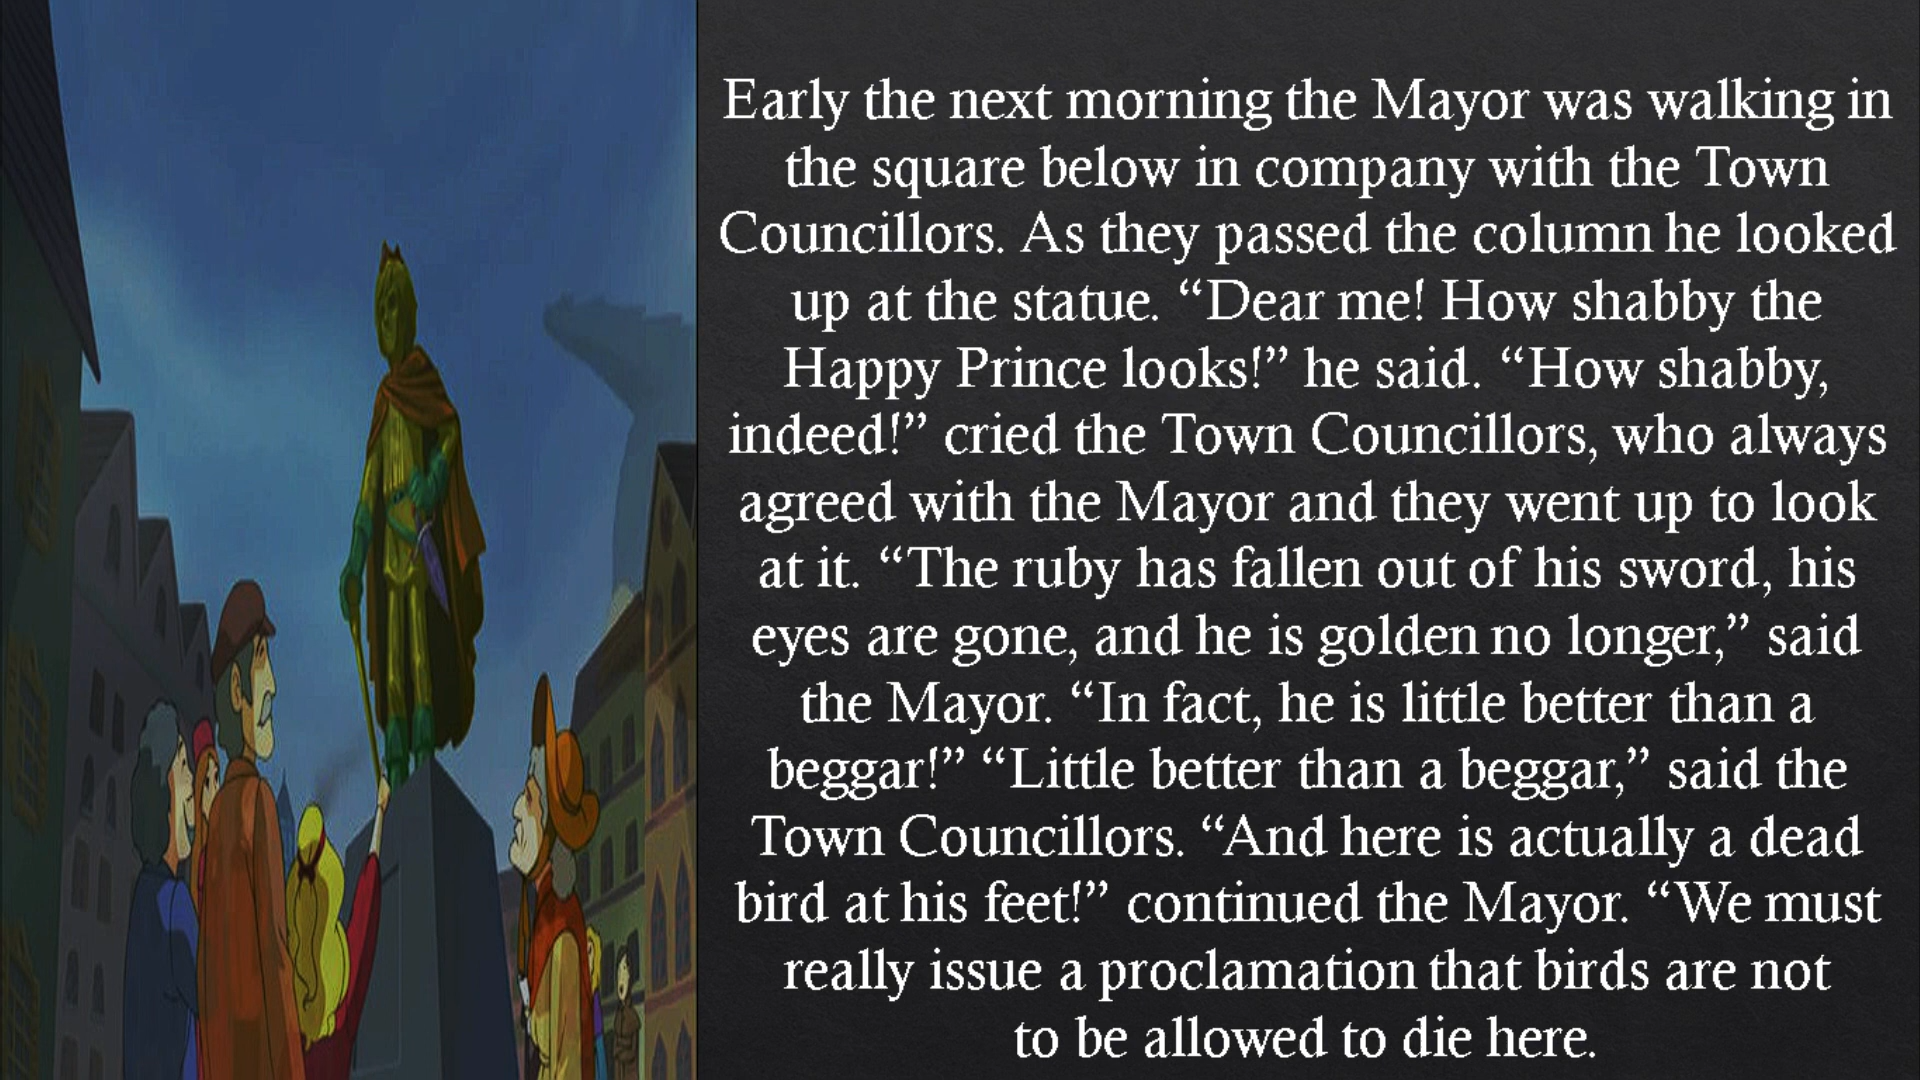 Early the next morning the Mayor was walking in
the square below in company with the Town
Councillors. As they passed the column he looked
up at the statue. “Dear me! How shabby the
Happy Prince looks!” he said. “How shabby,
indeed!” cried the Town Councillors, who always
agreed with the Mayor and they went up to look
at it. “The ruby has fallen out of his sword, his
eyes are gone, and he is golden no longer,” said
the Mayor. “In fact, he is little better than a
beggar!” “Little better than a beggar,” said the
Town Councillors. “And here is actually a dead
bird at his feet!” continued the Mayor. “We must
really issue a proclamation that birds are not
to be allowed to die here.